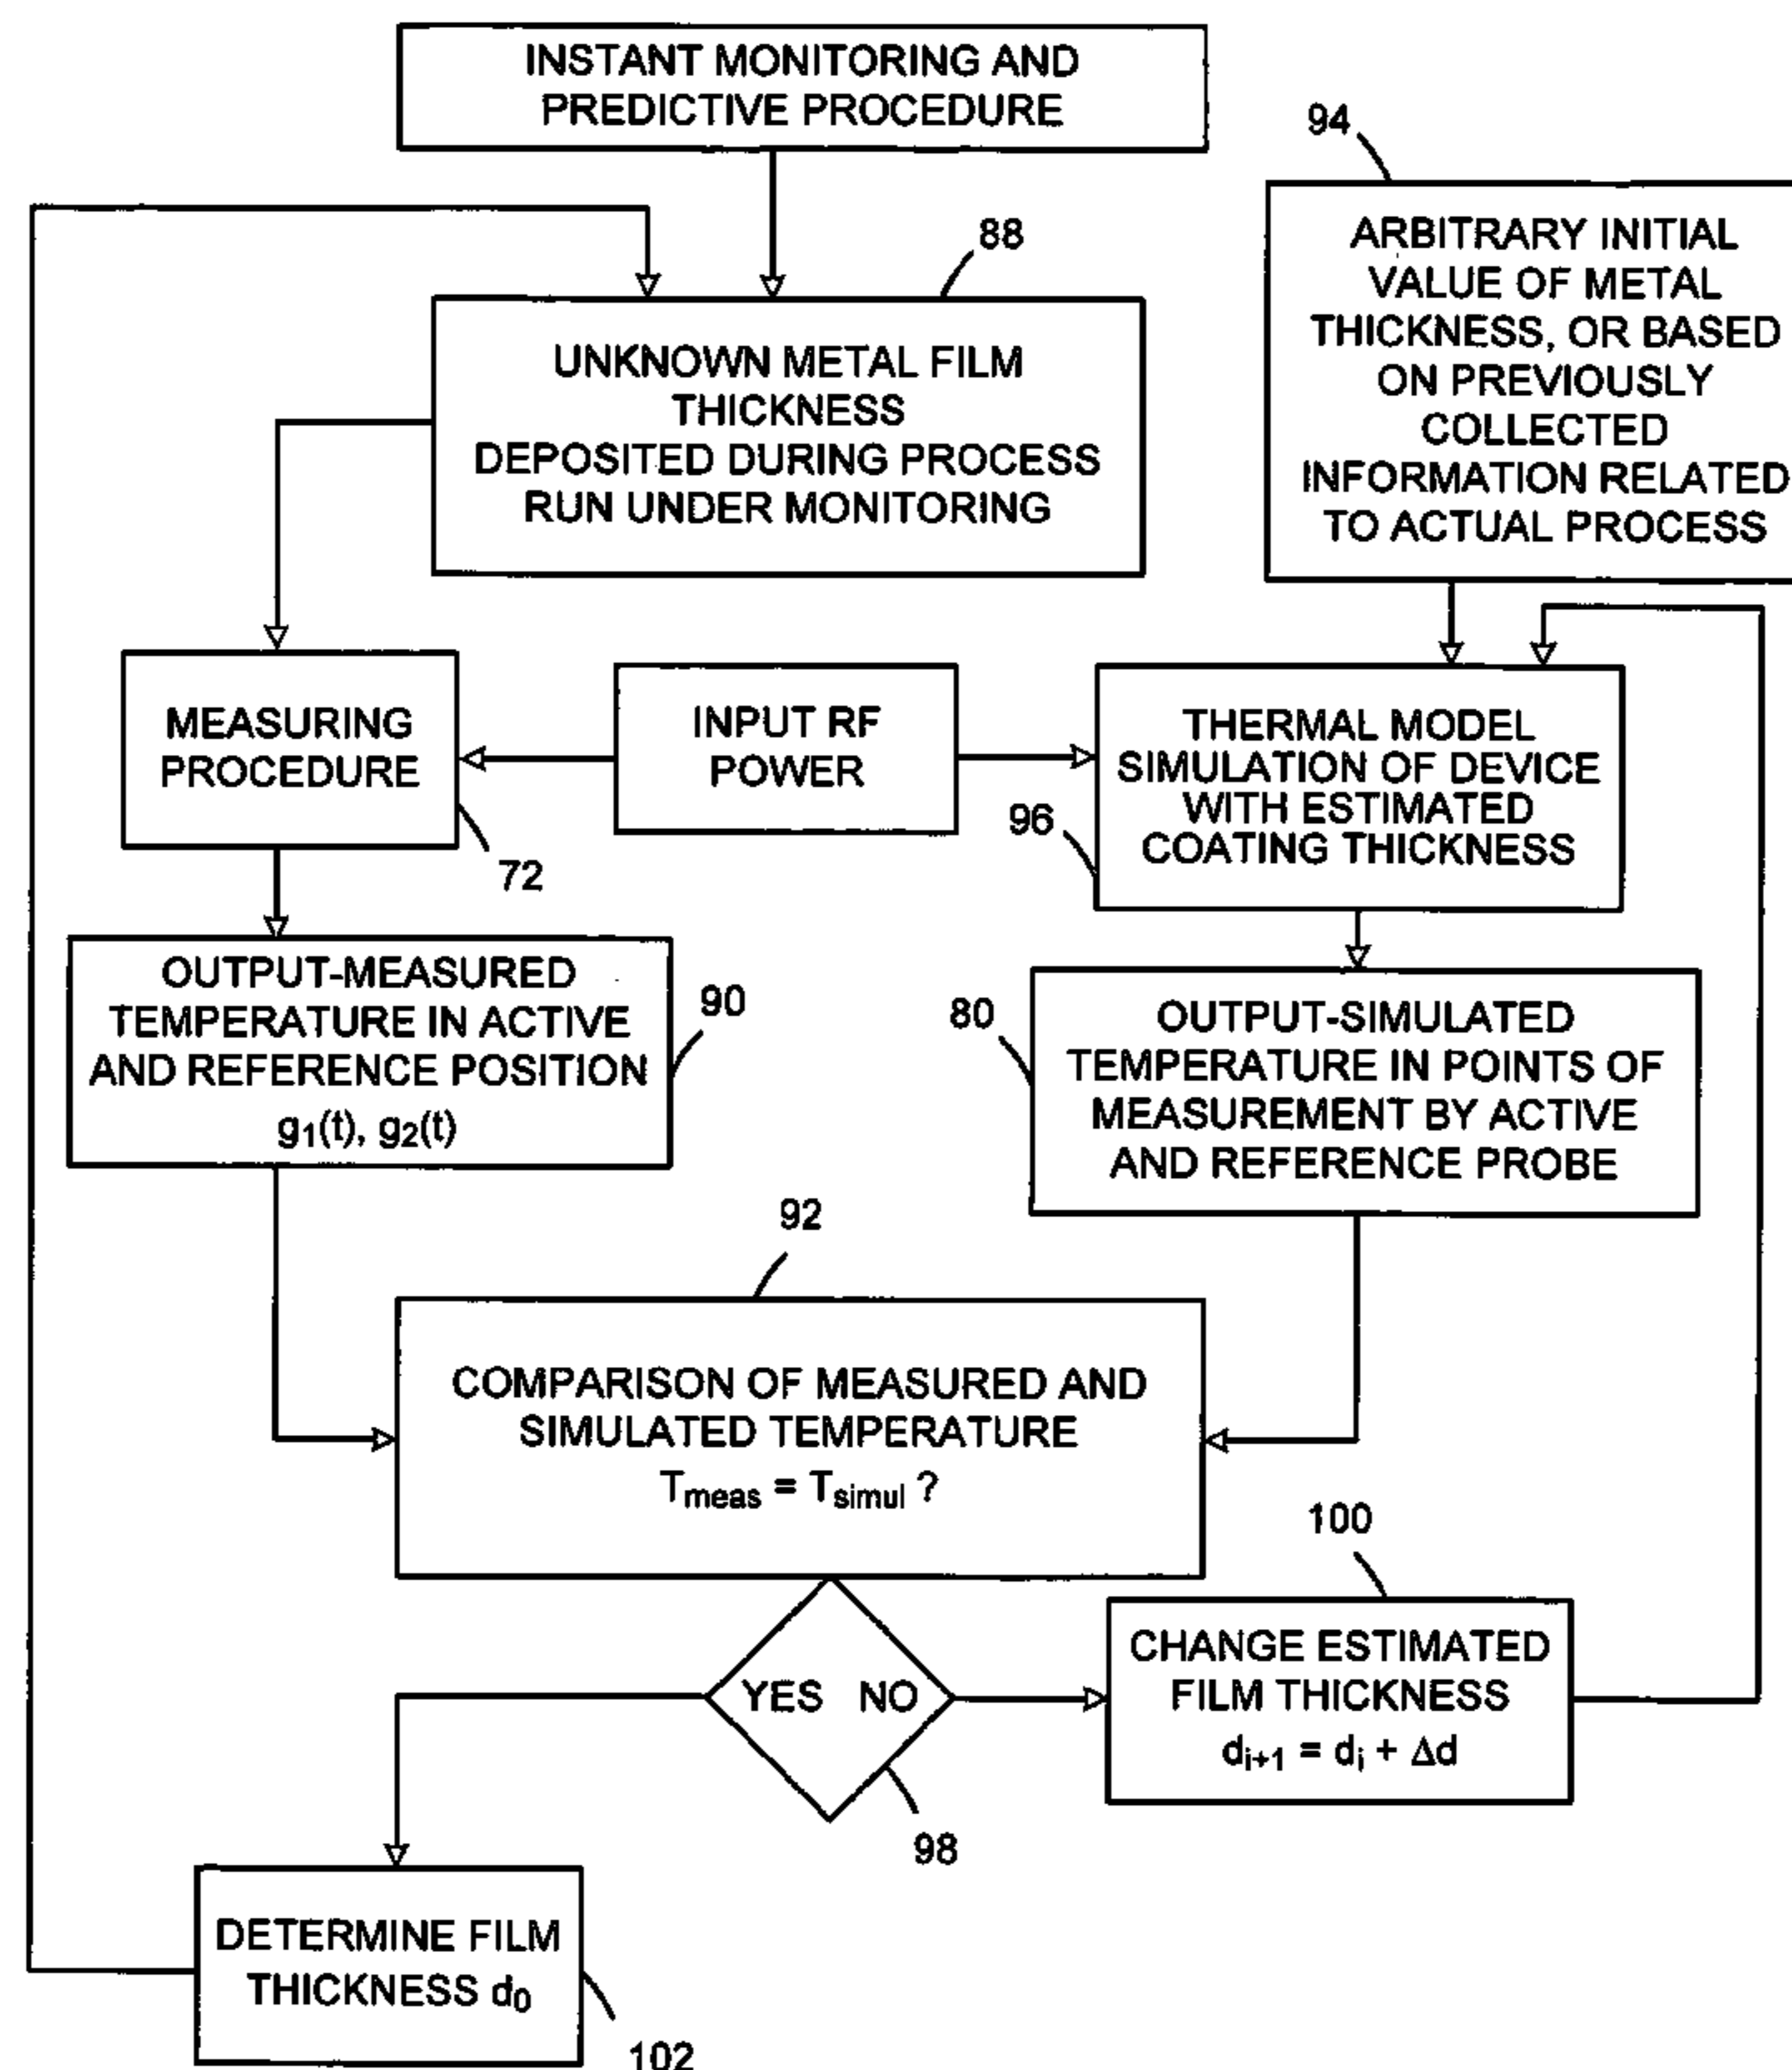 INSTANT MONITORING AND
PREDICTIVE PROCEDURE
94
ARBITRARY INITIAL
VALUE OF METAL
THICKNESS, OR BASED
ON PREVIOUSLY
COLLECTED
INFORMATION RELATED
TO ACTUAL PROCESS
88
UNKNOWN METAL FILM
THICKNESS
DEPOSITED DURING PROCESS
RUN UNDER MONITORING
MEASURING
PROCEDURE
72
INPUT RF
POWER
THERMAL MODEL
SIMULATION OF DEVICE
WITH ESTIMATED
COATING THICKNESS
96
OUTPUT-MEASURED
TEMPERATURE IN ACTIVE
AND REFERENCE POSITION
g₁(t), g₂(t)
90
80
OUTPUT-SIMULATED
TEMPERATURE IN POINTS OF
MEASUREMENT BY ACTIVE
AND REFERENCE PROBE
92
COMPARISON OF MEASURED AND
SIMULATED TEMPERATURE
Tmeas = Tsimul ?
100
CHANGE ESTIMATED
FILM THICKNESS
dᵢ₊₁ = dᵢ + Δd
YES NO
98
DETERMINE FILM
THICKNESS d₀
102